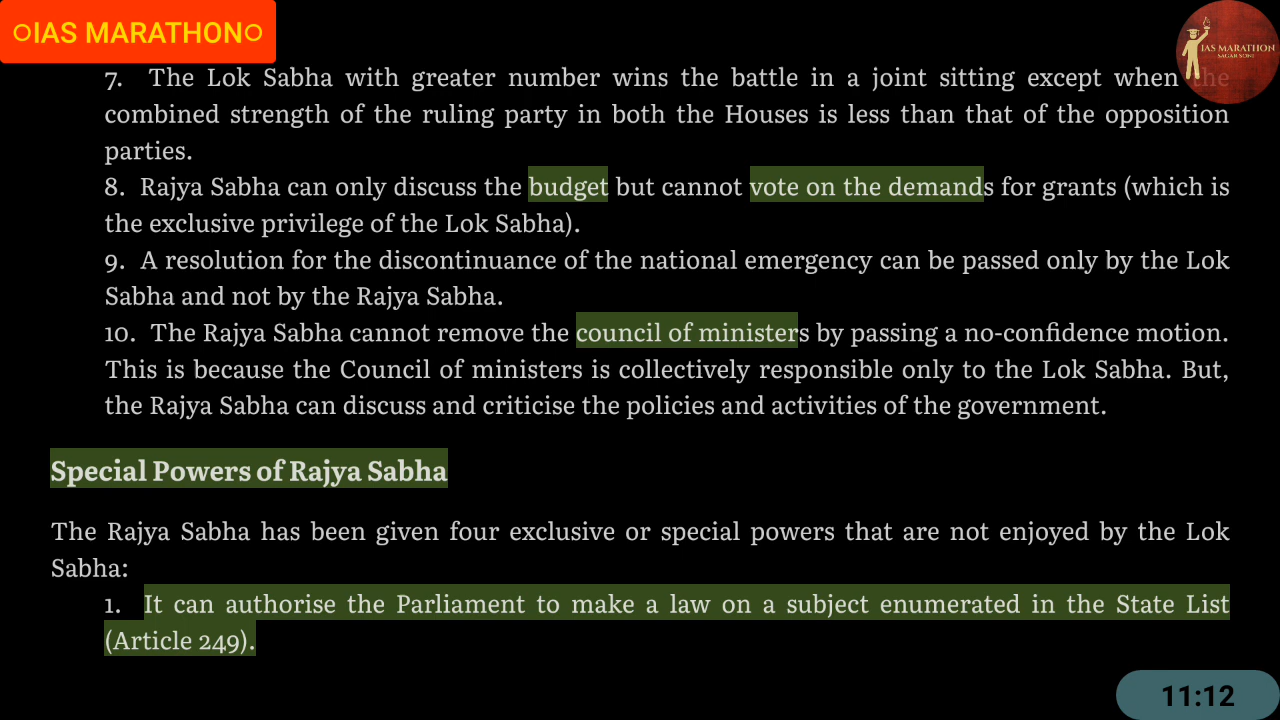 ○IAS MARATHON○
IAS MARATHON
SAGAR SONI
7. The Lok Sabha with greater number wins the battle in a joint sitting except when the
combined strength of the ruling party in both the Houses is less than that of the opposition
parties.
8. Rajya Sabha can only discuss the budget but cannot vote on the demands for grants (which is
the exclusive privilege of the Lok Sabha).
9. A resolution for the discontinuance of the national emergency can be passed only by the Lok
Sabha and not by the Rajya Sabha.
10. The Rajya Sabha cannot remove the council of ministers by passing a no-confidence motion.
This is because the Council of ministers is collectively responsible only to the Lok Sabha. But,
the Rajya Sabha can discuss and criticise the policies and activities of the government.
Special Powers of Rajya Sabha
The Rajya Sabha has been given four exclusive or special powers that are not enjoyed by the Lok
Sabha:
1. It can authorise the Parliament to make a law on a subject enumerated in the State List
(Article 249).
11:12